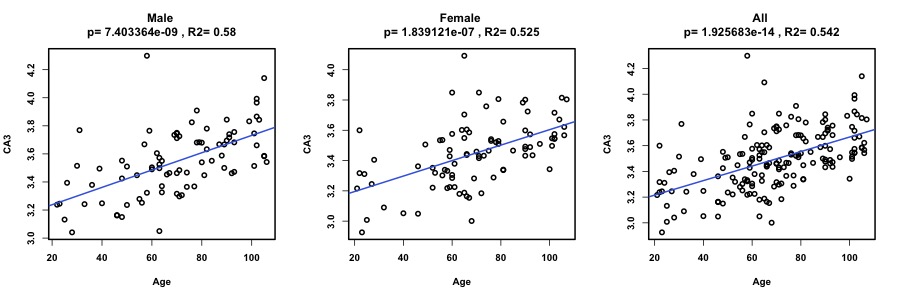 Male
p= 7.403364e-09 , R2= 0.58
CA3
3.0 3.2 3.4 3.6 3.8 4.0 4.2
20 40 60 80 100
Age
Female
p= 1.839121e-07 , R2= 0.525
CA3
3.0 3.2 3.4 3.6 3.8 4.0
20 40 60 80 100
Age
All
p= 1.925683e-14 , R2= 0.542
CA3
3.0 3.2 3.4 3.6 3.8 4.0 4.2
20 40 60 80 100
Age